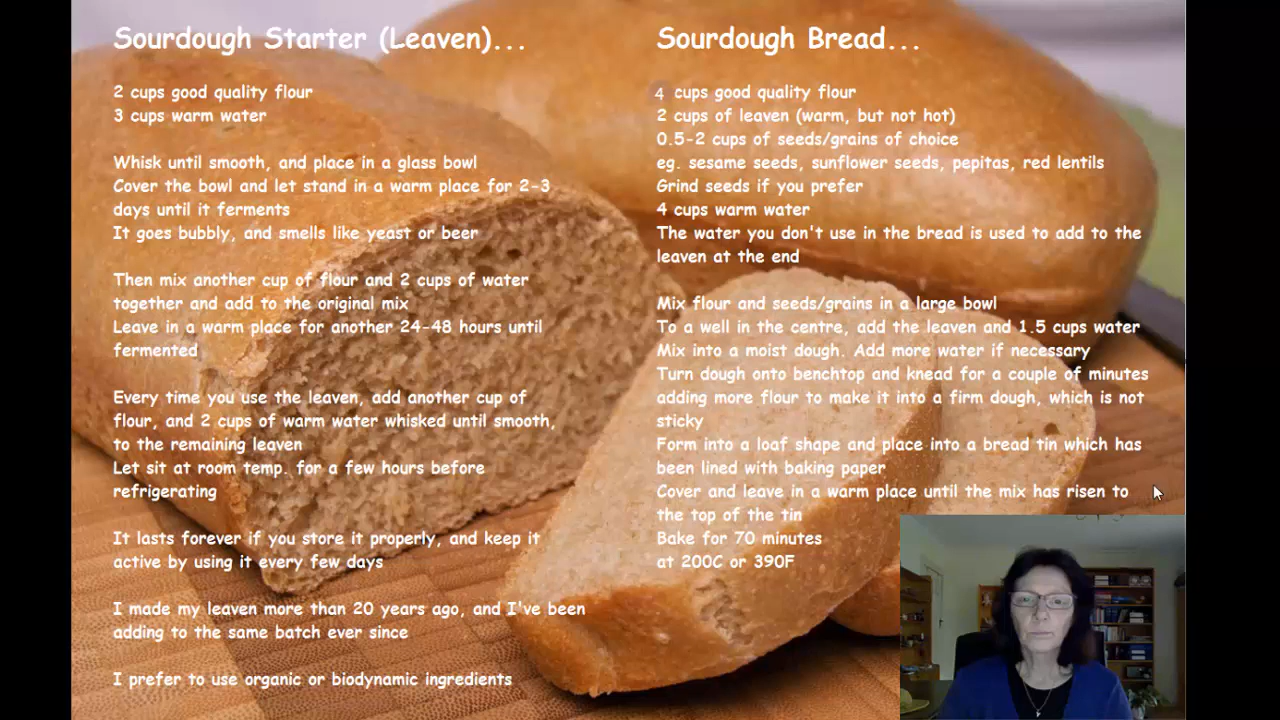 Sourdough Starter (Leaven)...
2 cups good quality flour
3 cups warm water
Whisk until smooth, and place in a glass bowl
Cover the bowl and let stand in a warm place for 2-3
days until it ferments
It goes bubbly, and smells like yeast or beer
Then mix another cup of flour and 2 cups of water
together and add to the original mix
Leave in a warm place for another 24-48 hours until
fermented
Every time you use the leaven, add another cup of
flour, and 2 cups of warm water whisked until smooth,
to the remaining leaven
Let sit at room temp. for a few hours before
refrigerating
It lasts forever if you store it properly, and keep it
active by using it every few days
I made my leaven more than 20 years ago, and I've been
adding to the same batch ever since
I prefer to use organic or biodynamic ingredients
Sourdough Bread...
4 cups good quality flour
2 cups of leaven (warm, but not hot)
0.5-2 cups of seeds/grains of choice
eg. sesame seeds, sunflower seeds, pepitas, red lentils
Grind seeds if you prefer
4 cups warm water
The water you don't use in the bread is used to add to the
leaven at the end
Mix flour and seeds/grains in a large bowl
To a well in the centre, add the leaven and 1.5 cups water
Mix into a moist dough. Add more water if necessary
Turn dough onto benchtop and knead for a couple of minutes
adding more flour to make it into a firm dough, which is not
sticky
Form into a loaf shape and place into a bread tin which has
been lined with baking paper
Cover and leave in a warm place until the mix has risen to
the top of the tin
Bake for 70 minutes
at 200C or 390F